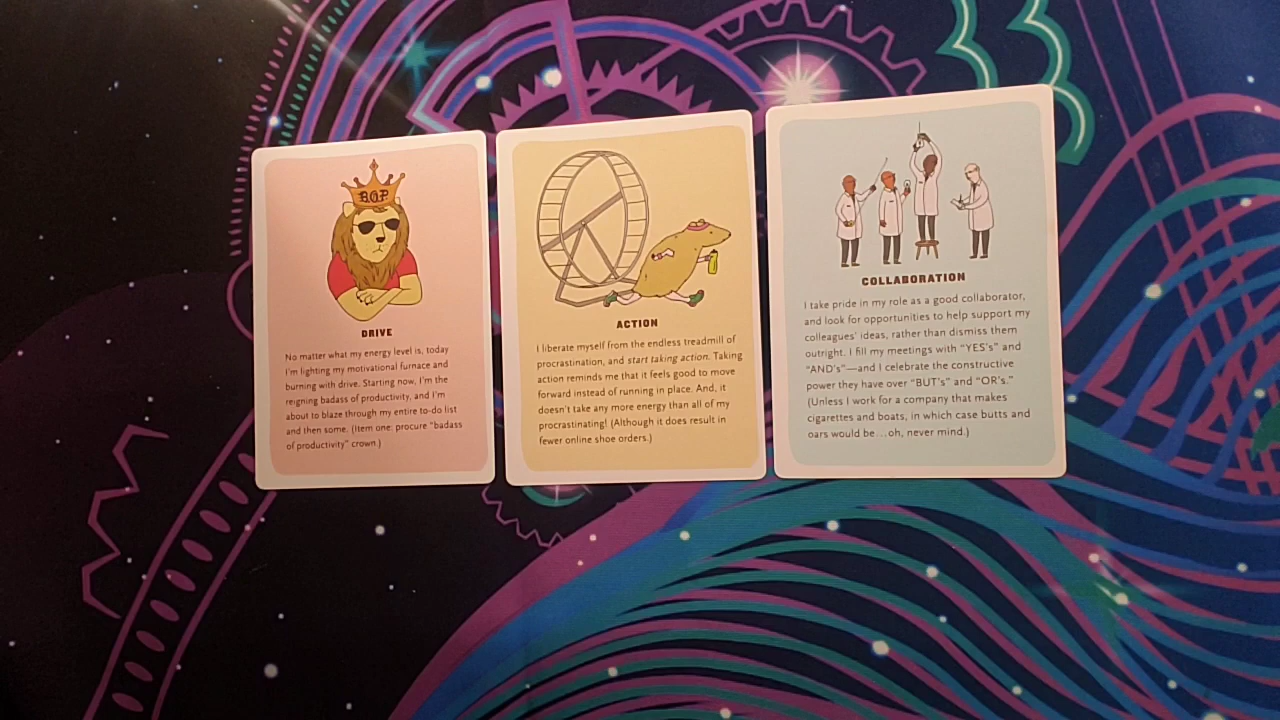 B.O.P.
DRIVE
No matter what my energy level is, today
I'm lighting my motivational furnace and
burning with drive. Starting now, I'm the
reigning badass of productivity, and I'm
about to blaze through my entire to-do list
and then some. (Item one: procure "badass
of productivity" crown.)
ACTION
I liberate myself from the endless treadmill of
procrastination, and start taking action. Taking
action reminds me that it feels good to move
forward instead of running in place. And, it
doesn't take any more energy than all of my
procrastinating! (Although it does result in
fewer online shoe orders.)
COLLABORATION
I take pride in my role as a good collaborator,
and look for opportunities to help support my
colleagues' ideas, rather than dismiss them
outright. I fill my meetings with "YES's" and
"AND's"—and I celebrate the constructive
power they have over "BUT's" and "OR's."
(Unless I work for a company that makes
cigarettes and boats, in which case butts and
oars would be...oh, never mind.)